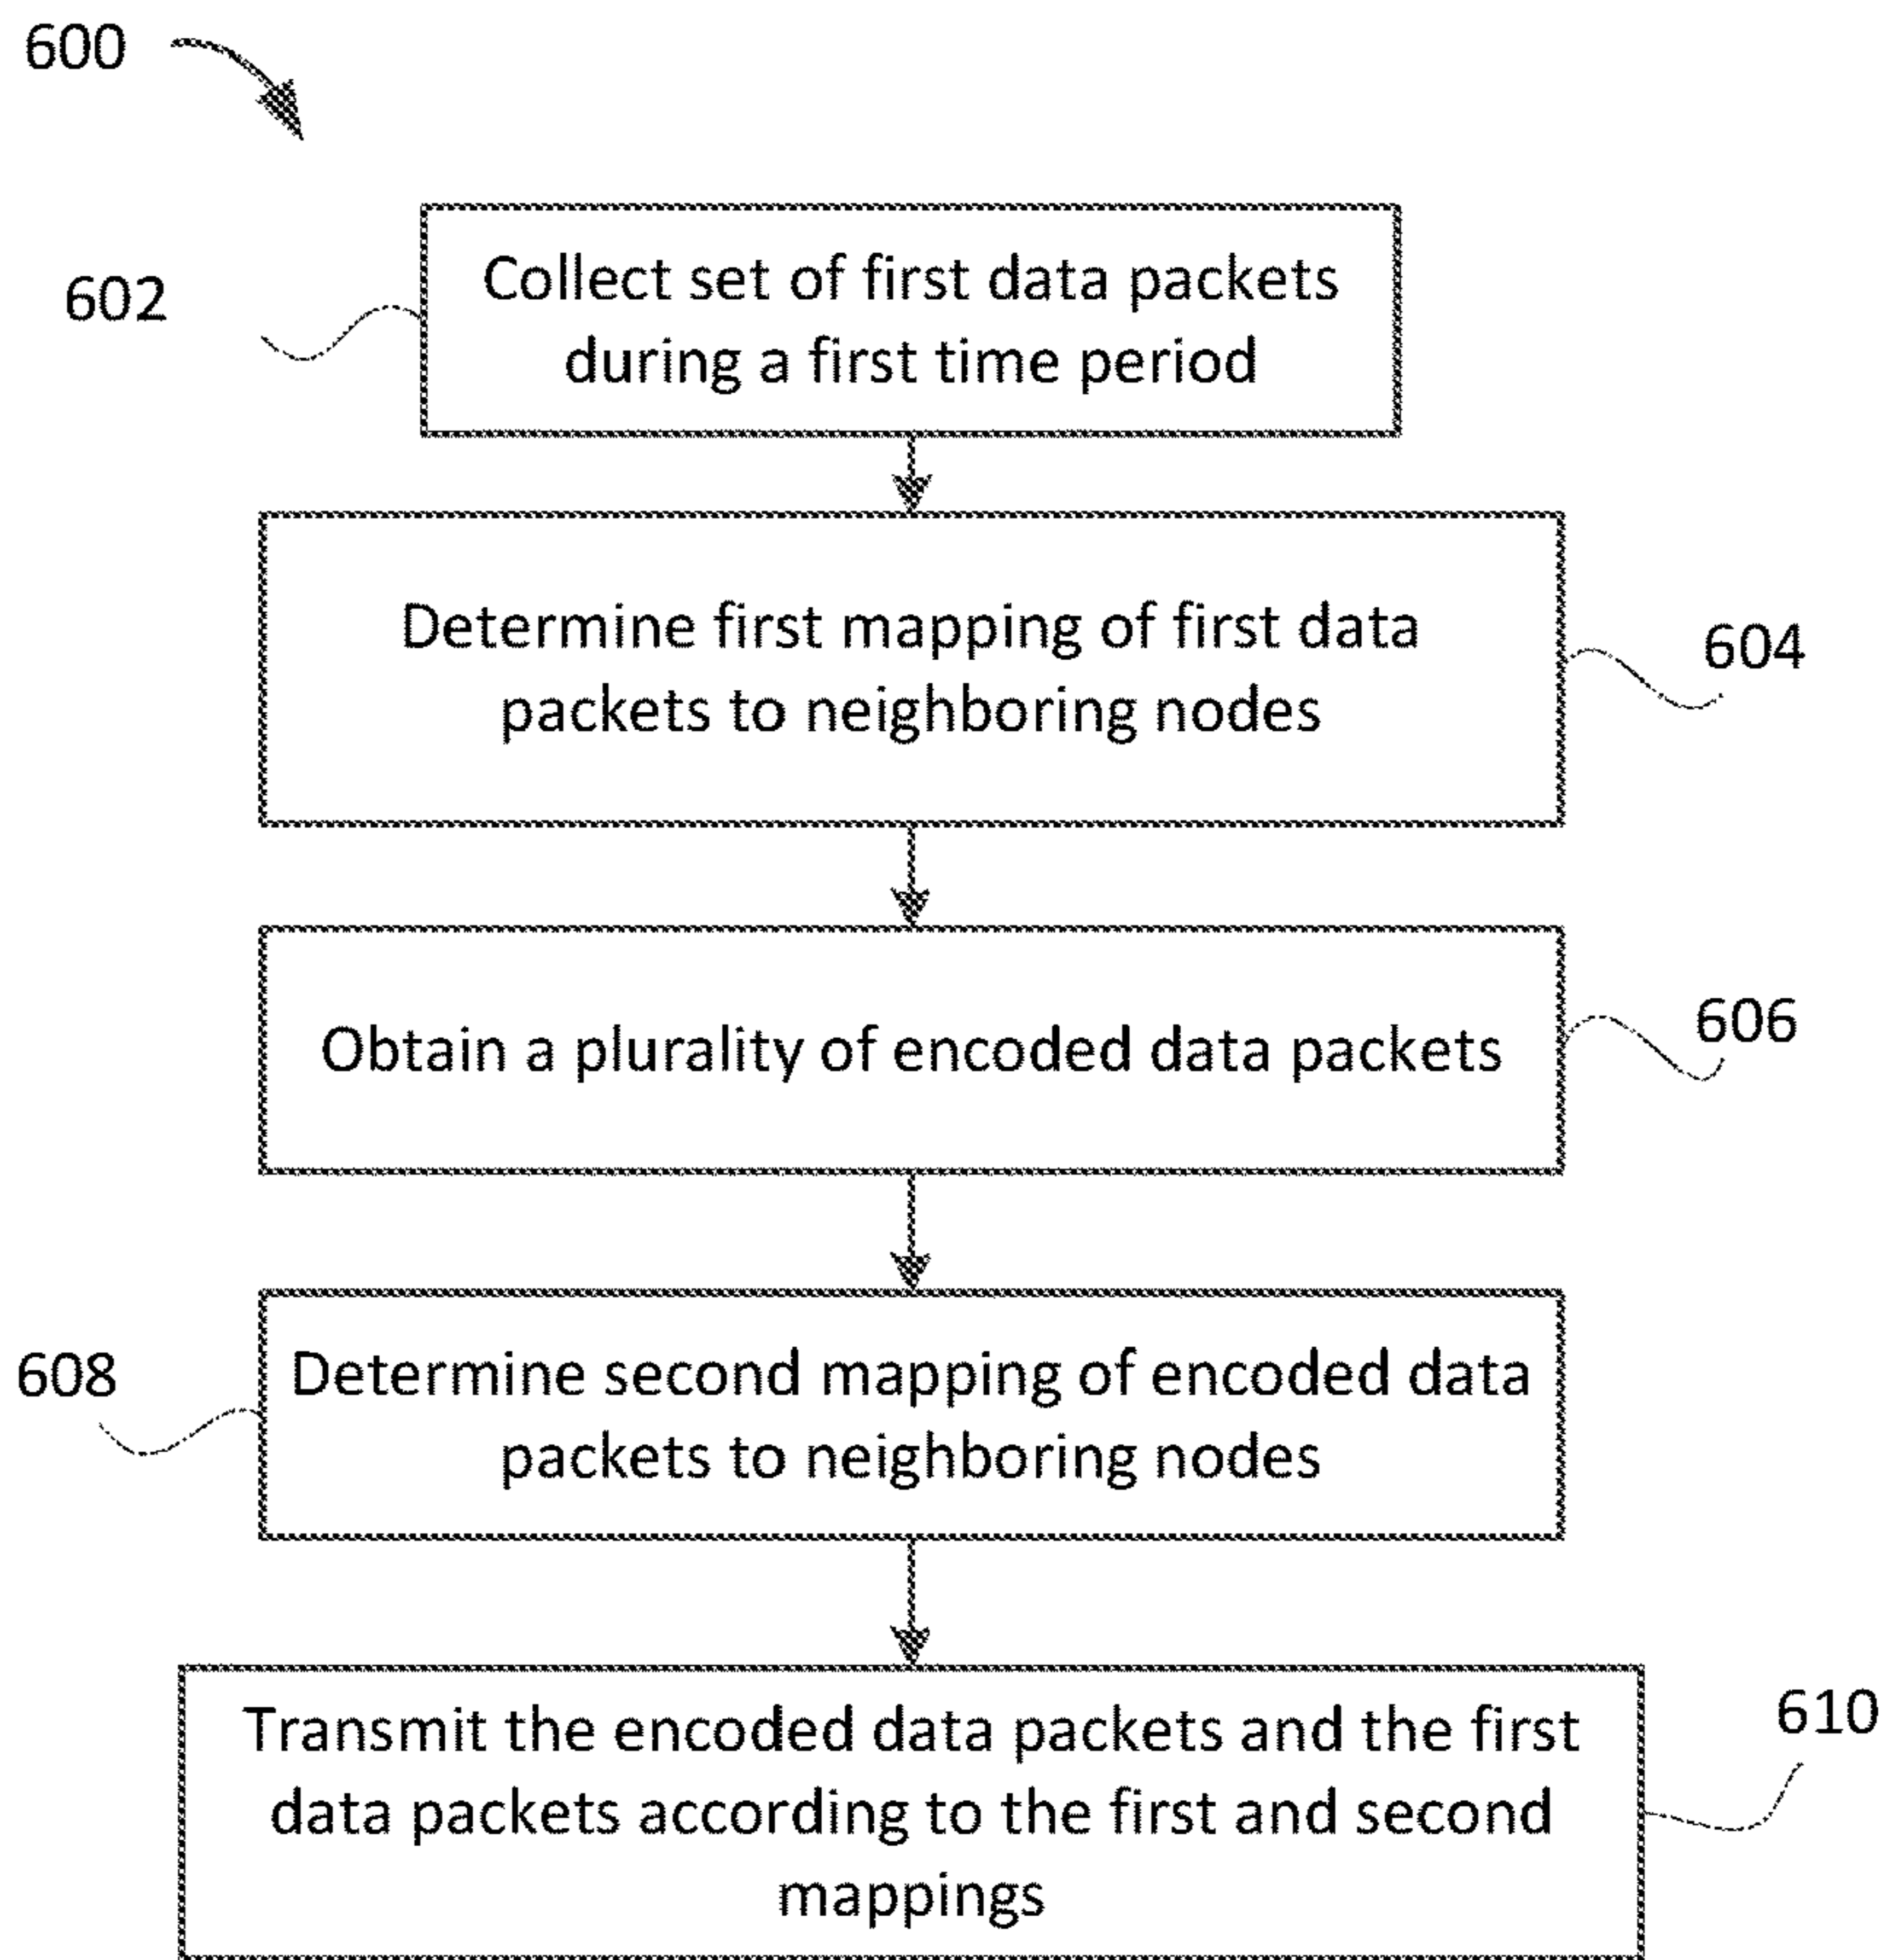 600
602
Collect set of first data packets
during a first time period
Determine first mapping of first data
packets to neighboring nodes
604
Obtain a plurality of encoded data packets
606
608
Determine second mapping of encoded data
packets to neighboring nodes
Transmit the encoded data packets and the first
data packets according to the first and second
mappings
610